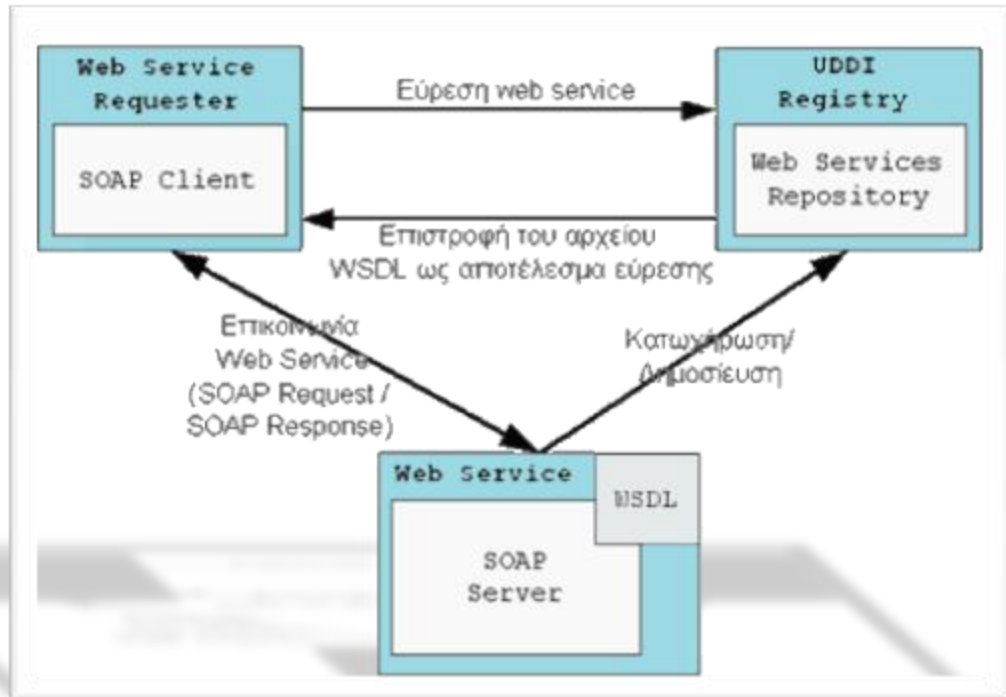 Web Service
Requester
SOAP Client
Εύρεση web service
UDDI
Registry
Web Services
Repository
Επιστροφή του αρχείου
WSDL ως αποτέλεσμα εύρεσης
Επικοινωνία
Web Service
(SOAP Request /
SOAP Response)
Κατωχήρωση/
Δημοσίευση
Web Service
WSDL
SOAP
Server